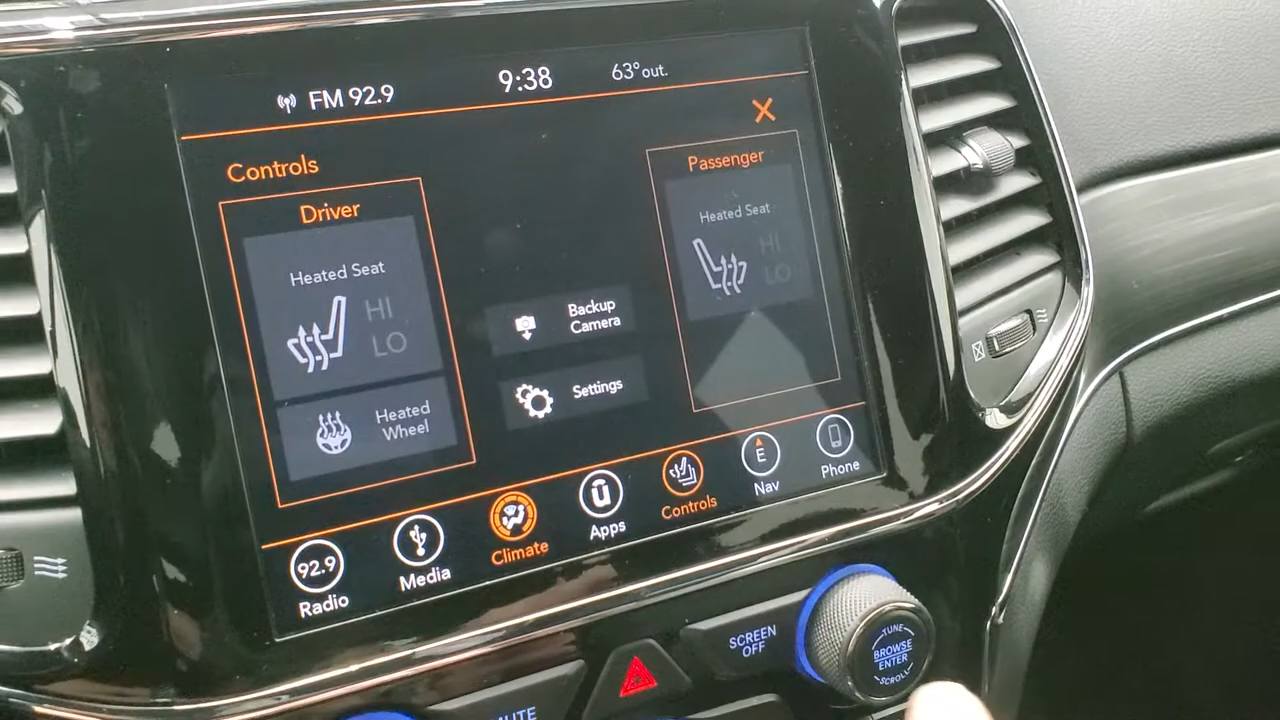 FM 92.9
9:38
63° out.
Controls
Driver
Heated Seat
HI
LO
Heated
Wheel
Backup
Camera
Settings
Passenger
Heated Seat
HI
LO
92.9
Radio
Media
Climate
Apps
Controls
E
Nav
Phone
SCREEN
OFF
TUNE
BROWSE
ENTER
SCROLL